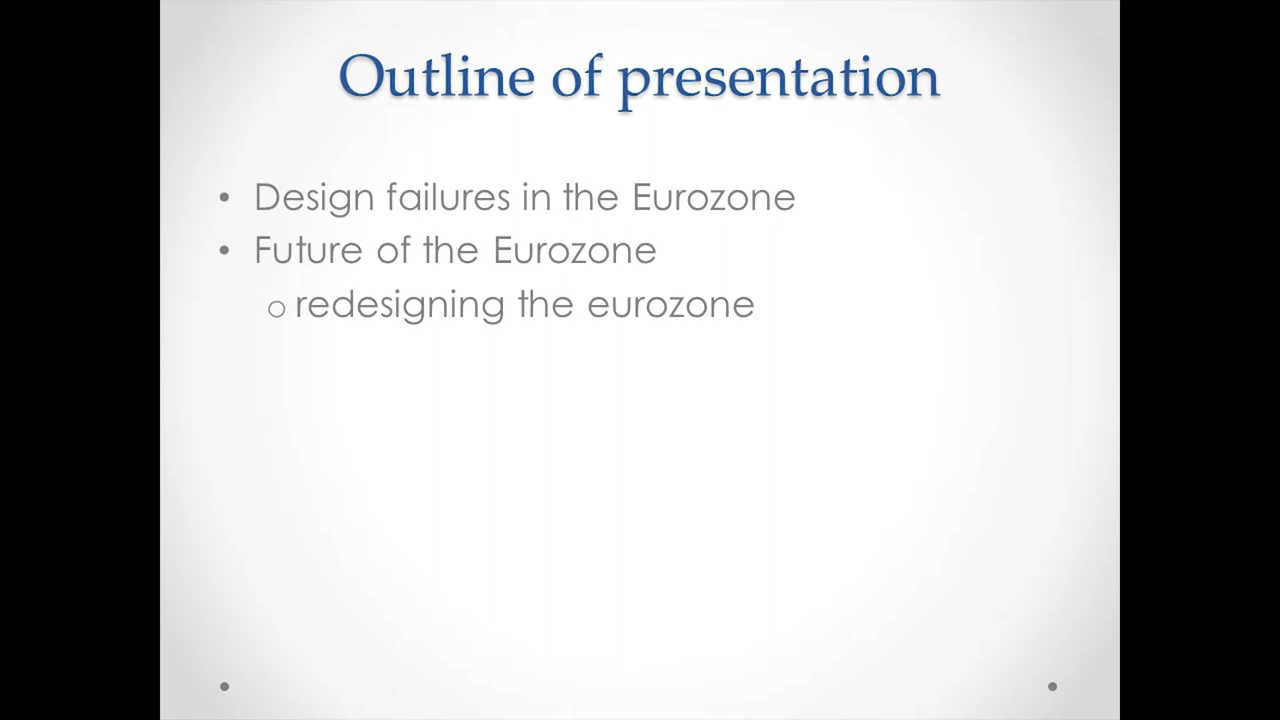 Outline of presentation
• Design failures in the Eurozone
• Future of the Eurozone
o redesigning the eurozone